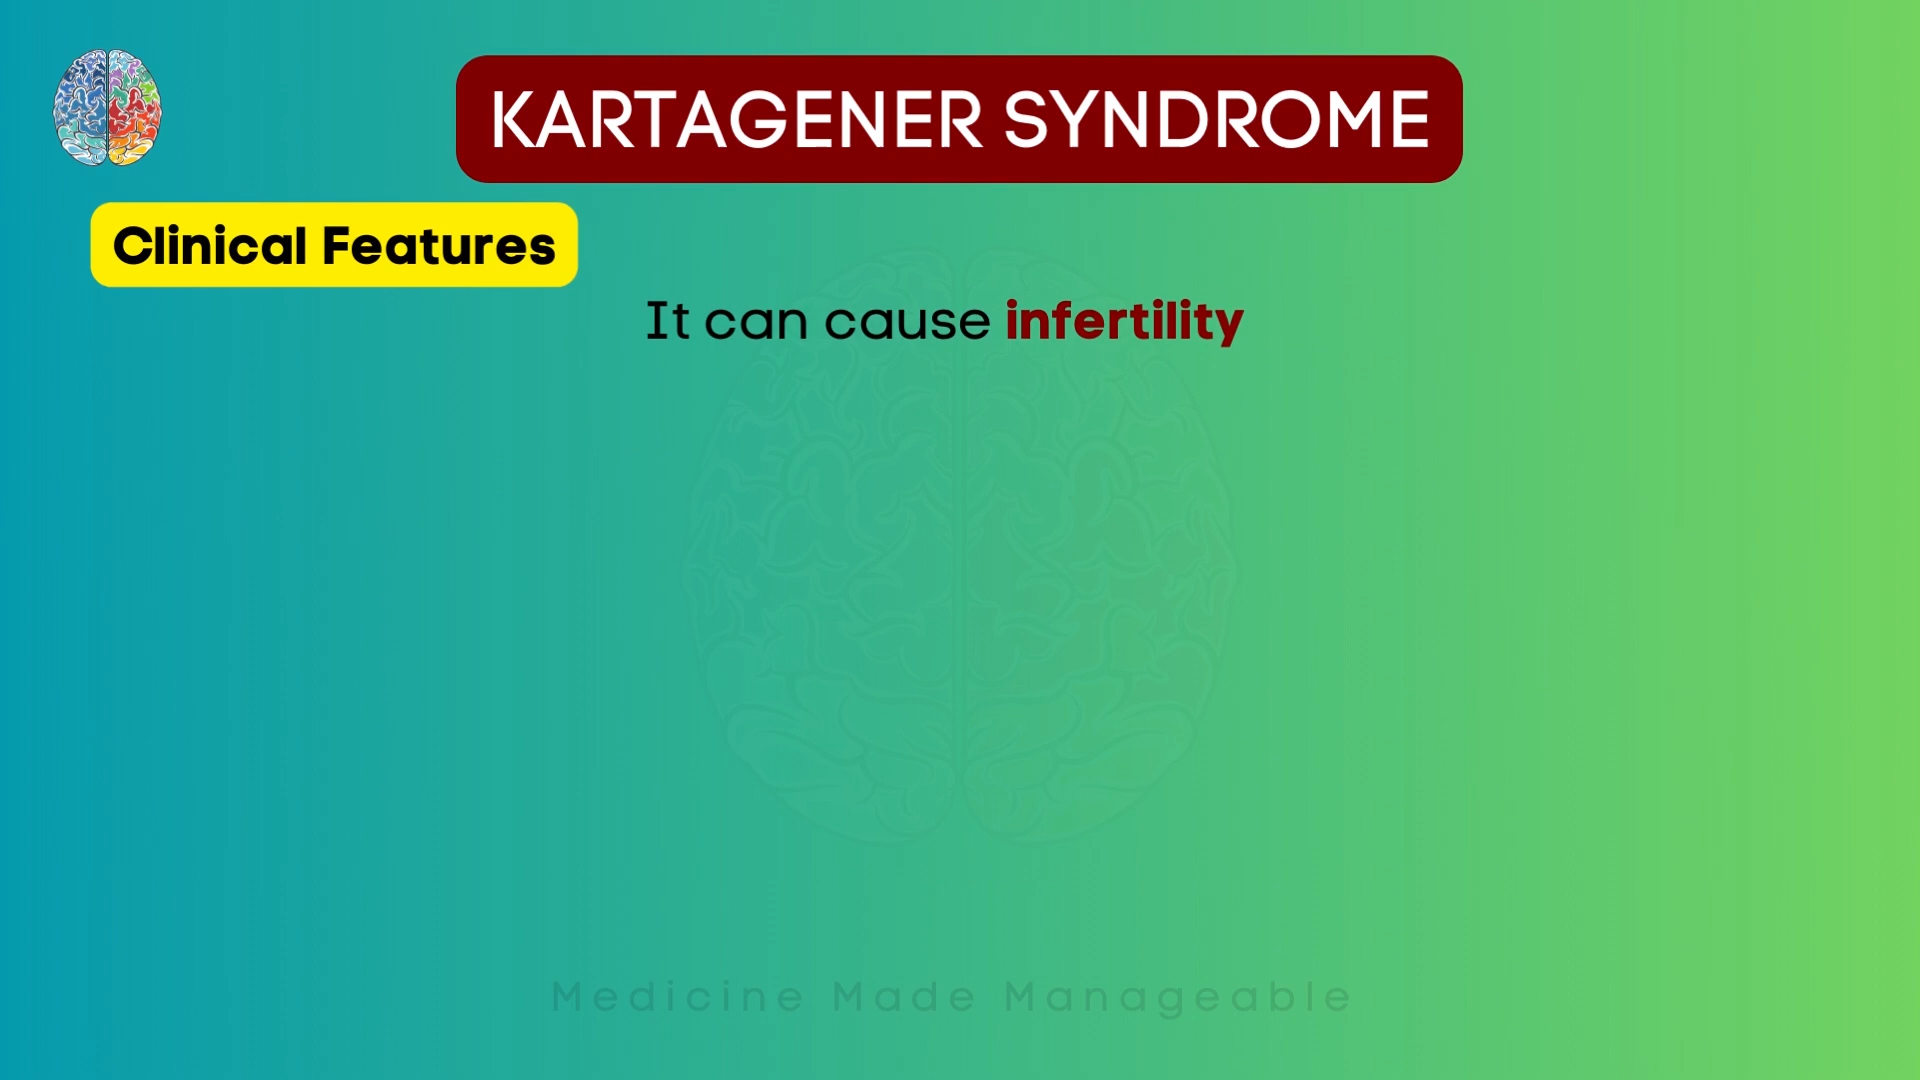 KARTAGENER SYNDROME
Clinical Features
It can cause infertility
Medicine Made Manageable